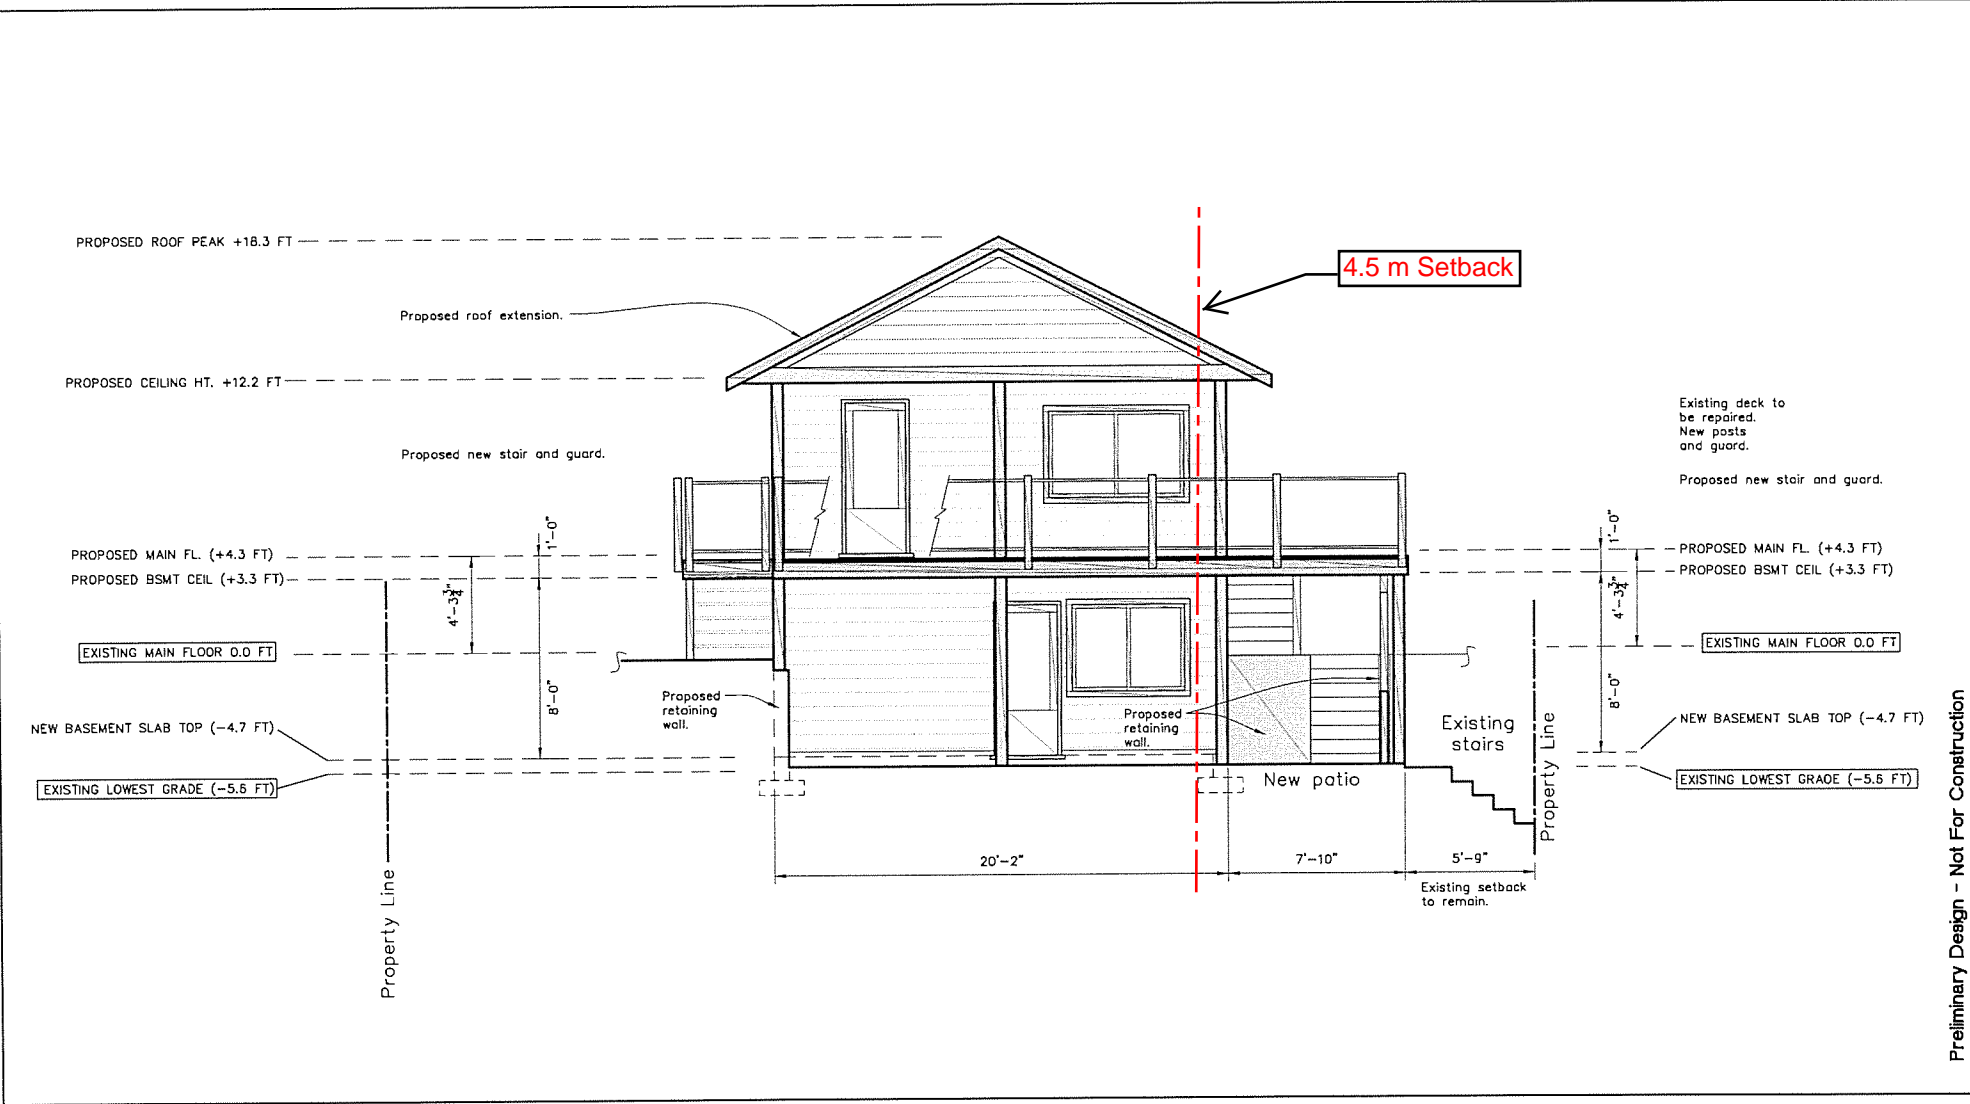 PROPOSED ROOF PEAK +18.3 FT
4.5 m Setback
Proposed roof extension.
PROPOSED CEILING HT. +12.2 FT
Existing deck to
be repaired.
New posts
and guard.
Proposed new stair and guard.
Proposed new stair and guard.
1'-0"
1'-0"
PROPOSED MAIN FL. (+4.3 FT)
PROPOSED MAIN FL. (+4.3 FT)
PROPOSED BSMT CEIL (+3.3 FT)
PROPOSED BSMT CEIL (+3.3 FT)
4'-3¾"
4'-3¾"
EXISTING MAIN FLOOR 0.0 FT
EXISTING MAIN FLOOR 0.0 FT
8'-0"
8'-0"
Proposed
retaining
wall.
Proposed
retaining
wall.
Existing
stairs
Property Line
NEW BASEMENT SLAB TOP (-4.7 FT)
NEW BASEMENT SLAB TOP (-4.7 FT)
EXISTING LOWEST GRADE (-5.6 FT)
EXISTING LOWEST GRADE (-5.6 FT)
New patio
20'-2"
7'-10"
5'-9"
Existing setback
to remain.
Property Line
Preliminary Design - Not For Construction